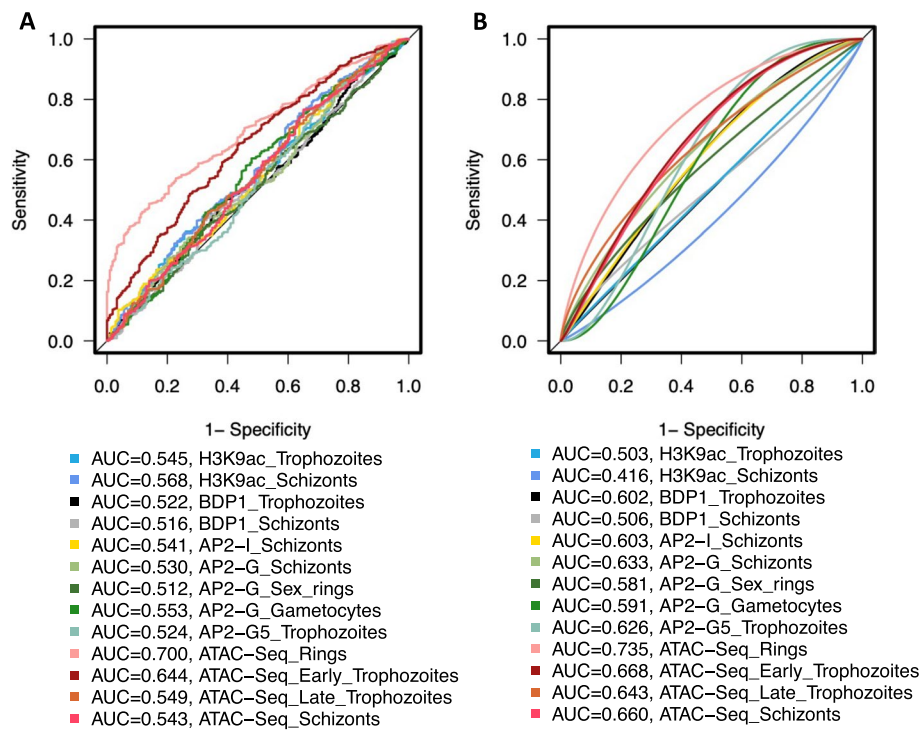 A
B
1.0
0.8
0.6
0.4
0.2
0.0
Sensitivity
0.0 0.2 0.4 0.6 0.8 1.0
1− Specificity
AUC=0.545, H3K9ac_Trophozoites
AUC=0.568, H3K9ac_Schizonts
AUC=0.522, BDP1_Trophozoites
AUC=0.516, BDP1_Schizonts
AUC=0.541, AP2−I_Schizonts
AUC=0.530, AP2−G_Schizonts
AUC=0.512, AP2−G_Sex_rings
AUC=0.553, AP2−G_Gametocytes
AUC=0.524, AP2−G5_Trophozoites
AUC=0.700, ATAC−Seq_Rings
AUC=0.644, ATAC−Seq_Early_Trophozoites
AUC=0.549, ATAC−Seq_Late_Trophozoites
AUC=0.543, ATAC−Seq_Schizonts
1.0
0.8
0.6
0.4
0.2
0.0
Sensitivity
0.0 0.2 0.4 0.6 0.8 1.0
1− Specificity
AUC=0.503, H3K9ac_Trophozoites
AUC=0.416, H3K9ac_Schizonts
AUC=0.602, BDP1_Trophozoites
AUC=0.506, BDP1_Schizonts
AUC=0.603, AP2−I_Schizonts
AUC=0.633, AP2−G_Schizonts
AUC=0.581, AP2−G_Sex_rings
AUC=0.591, AP2−G_Gametocytes
AUC=0.626, AP2−G5_Trophozoites
AUC=0.735, ATAC−Seq_Rings
AUC=0.668, ATAC−Seq_Early_Trophozoites
AUC=0.643, ATAC−Seq_Late_Trophozoites
AUC=0.660, ATAC−Seq_Schizonts